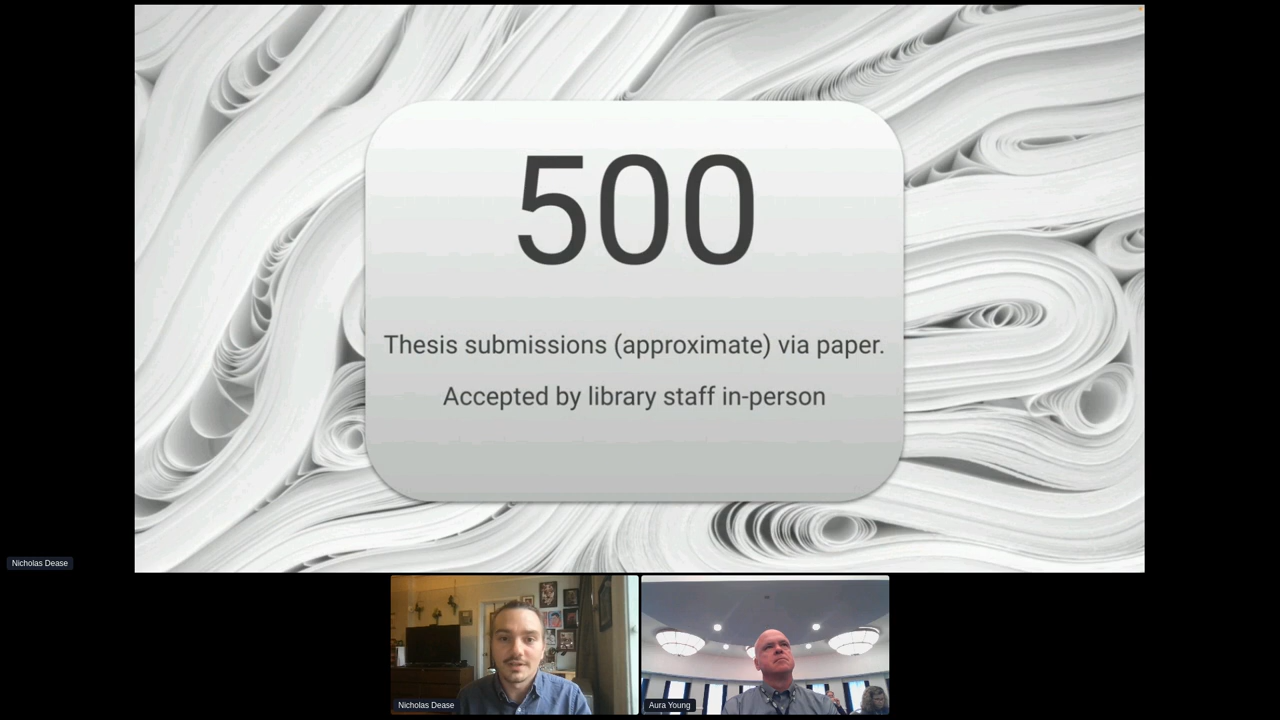 500
Thesis submissions (approximate) via paper.
Accepted by library staff in-person
Nicholas Dease
Nicholas Dease
Aura Young